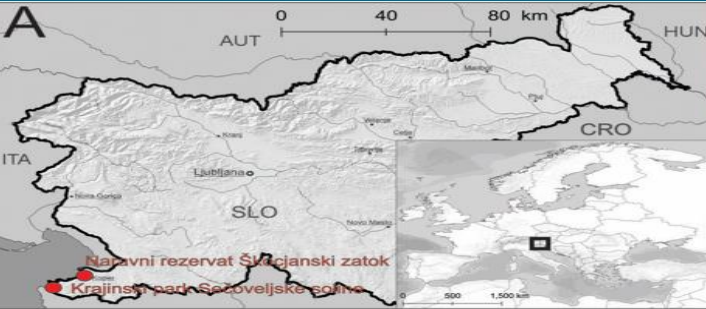 A
0 40 80 km
AUT
HUN
Maribor
Ptuj
Velenje
Celje
Kranj
Trbovlje
CRO
ITA
Ljubljana
Nova Gorica
SLO
Novo Mesto
Naravni rezervat Škocjanski zatok
Koper
Krajinski park Sečoveljske soline
0 500 1,500 km